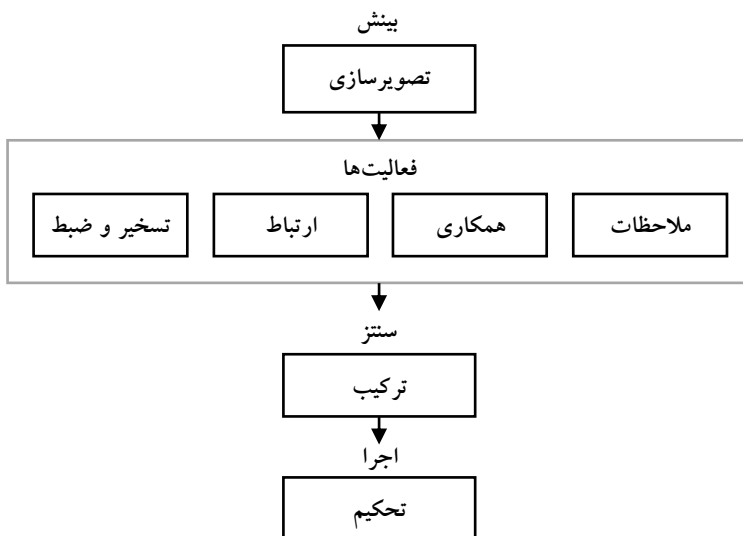 بینش
تصویرسازی
فعالیت‌ها
ملاحظات
همکاری
ارتباط
تسخیر و ضبط
سنتز
ترکیب
اجرا
تحکیم